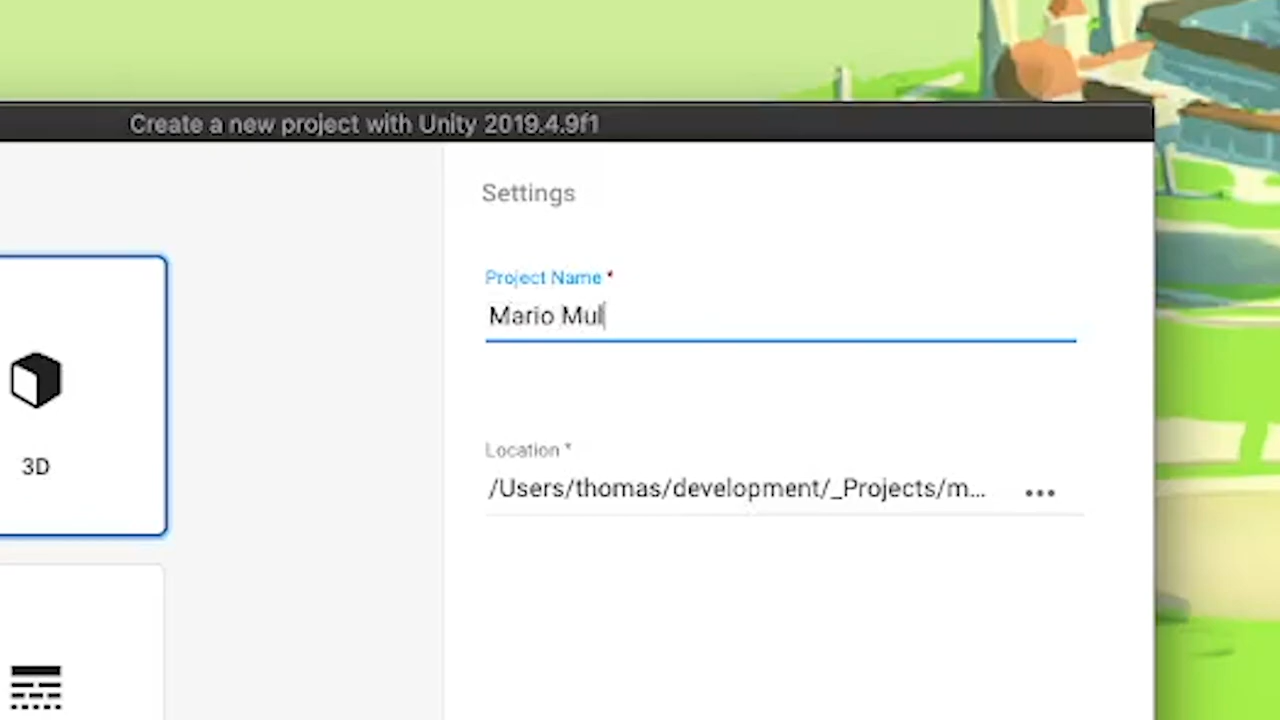 Create a new project with Unity 2019.4.9f1
Settings
Project Name *
Mario Mul
3D
Location *
/Users/thomas/development/_Projects/m...